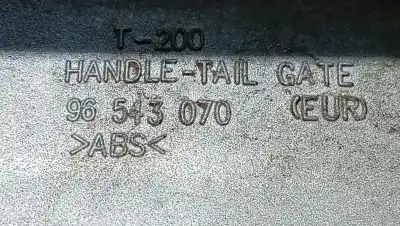 T-200
HANDLE-TAIL GATE
96 543 070 (EUR)
>ABS<